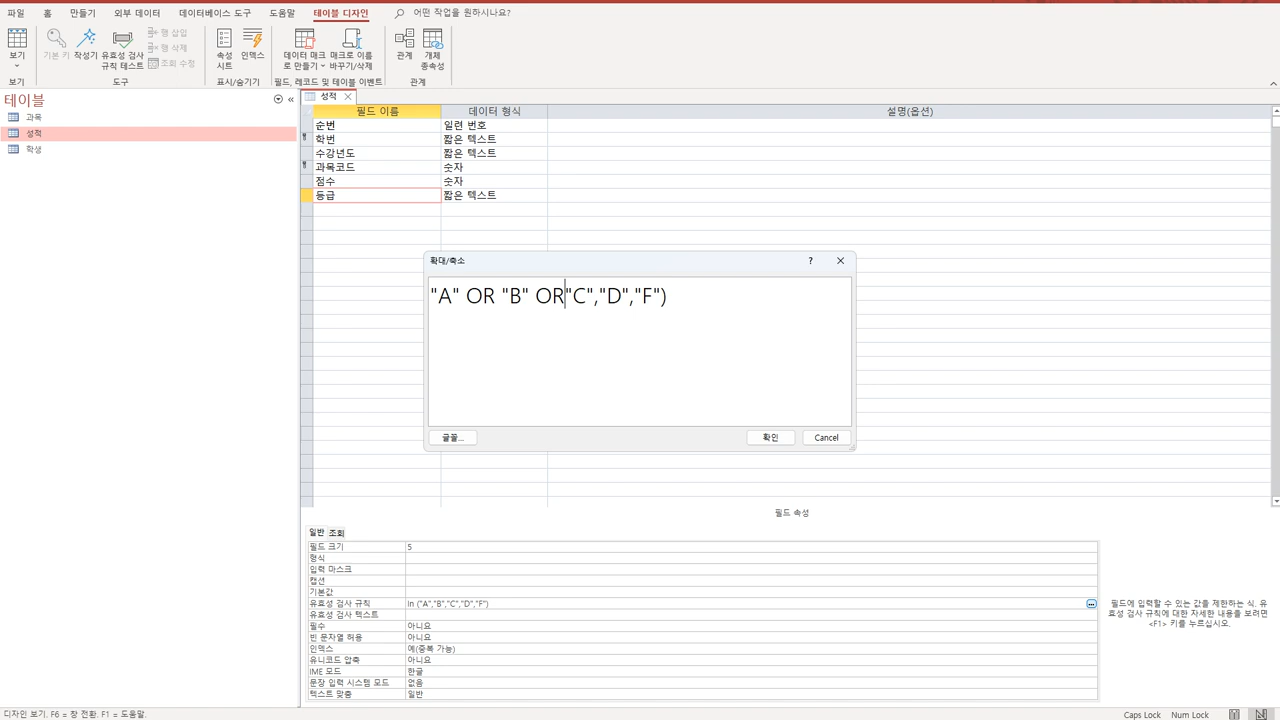 파일 홈 만들기 외부 데이터 데이터베이스 도구 도움말 테이블 디자인 어떤 작업을 원하시나요?
보기
기본 키
작성기
유효성 검사
규칙 테스트
행 삽입
행 삭제
조회 수정
속성
시트
인덱스
데이터 매크
로 만들기
매크로 이름
바꾸기/삭제
관계
개체
종속성
보기 도구 표시/숨기기 필드, 레코드 및 테이블 이벤트 관계
테이블
과목
성적
학생
성적
필드 이름 데이터 형식 설명(옵션)
순번 일련 번호
학번 짧은 텍스트
수강년도 짧은 텍스트
과목코드 숫자
점수 숫자
등급 짧은 텍스트
확대/축소
"A" OR "B" OR"C","D","F")
글꼴... 확인 Cancel
필드 속성
일반 조회
필드 크기 5
형식
입력 마스크
캡션
기본값
유효성 검사 규칙 In ("A","B","C","D","F")
유효성 검사 텍스트
필수 아니요
빈 문자열 허용 아니요
인덱스 예(중복 가능)
유니코드 압축 아니요
IME 모드 한글
문장 입력 시스템 모드 없음
텍스트 맞춤 일반
필드에 입력할 수 있는 값을 제한하는 식. 유
효성 검사 규칙에 대한 자세한 내용을 보려면
<F1> 키를 누르십시오.
디자인 보기. F6 = 창 전환. F1 = 도움말. Caps Lock Num Lock